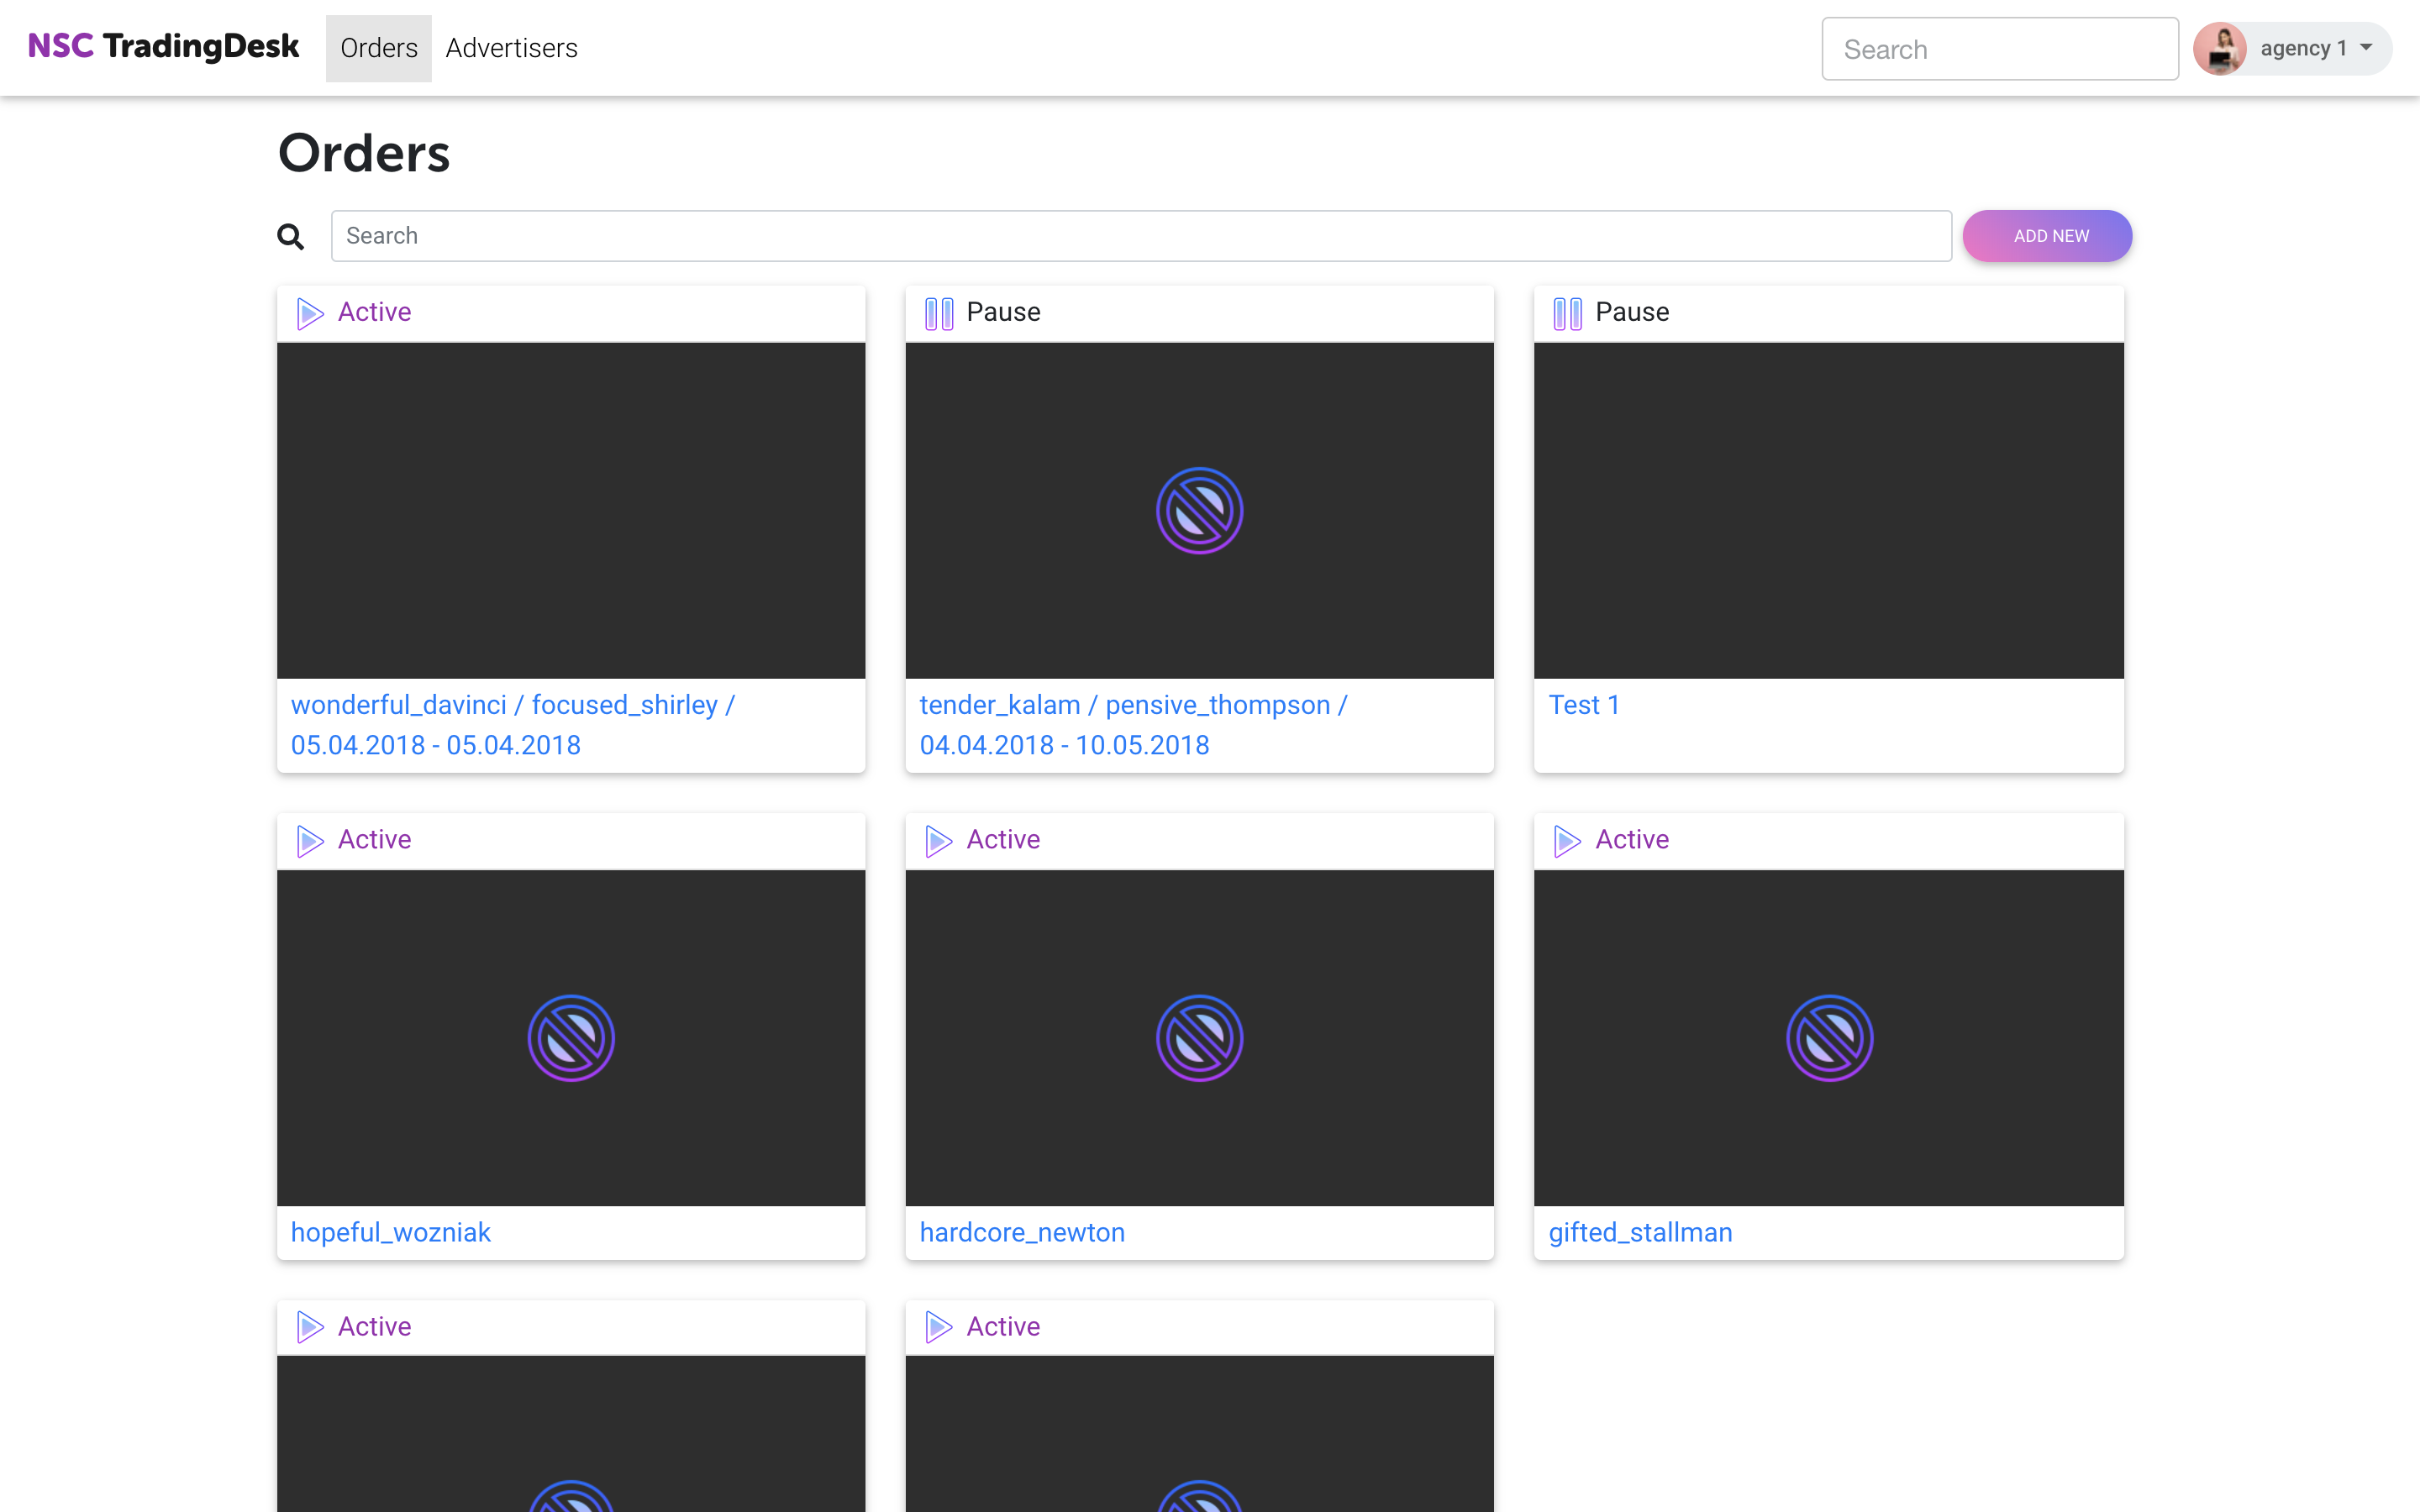 NSC TradingDesk
Orders
Advertisers
Search
agency 1
Orders
Search
ADD NEW
Active
Pause
Pause
wonderful_davinci / focused_shirley /
05.04.2018 - 05.04.2018
tender_kalam / pensive_thompson /
04.04.2018 - 10.05.2018
Test 1
Active
Active
Active
hopeful_wozniak
hardcore_newton
gifted_stallman
Active
Active